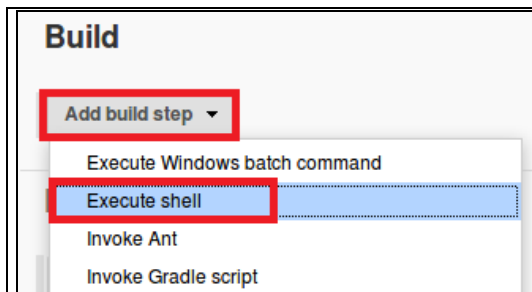 Build
Add build step
Execute Windows batch command
Execute shell
Invoke Ant
Invoke Gradle script